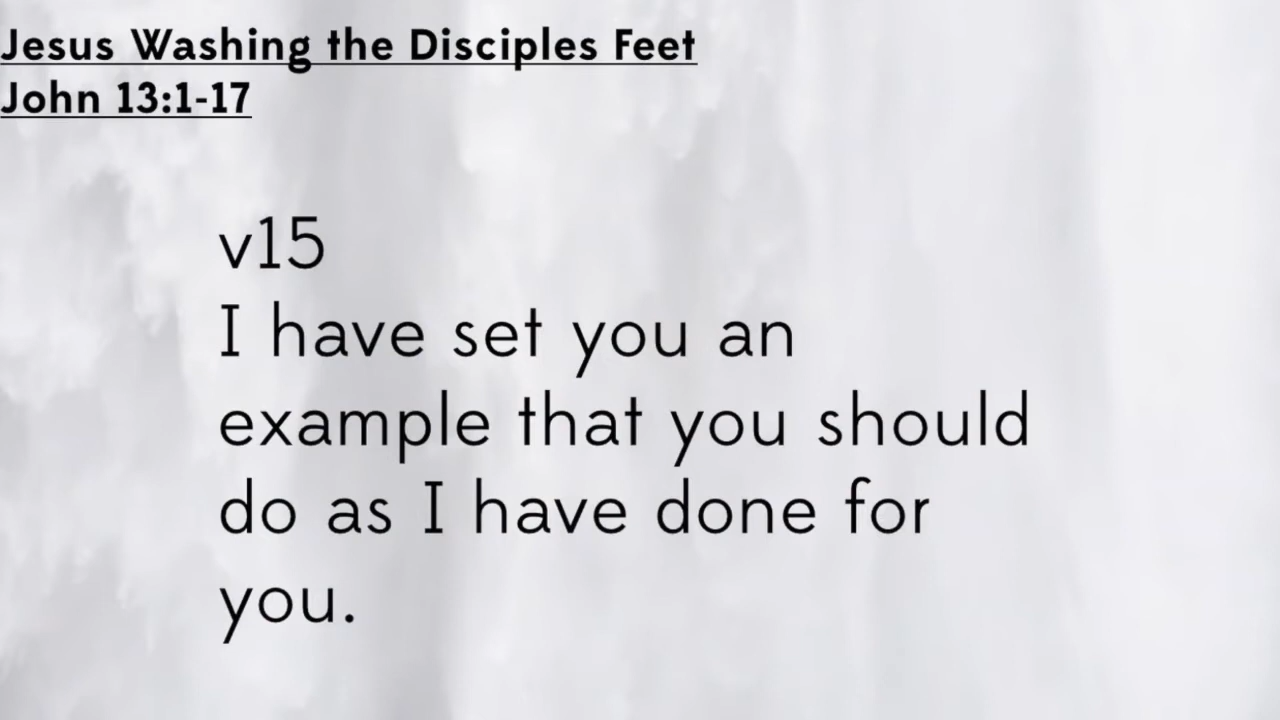 Jesus Washing the Disciples Feet
John 13:1-17
v15
I have set you an
example that you should
do as I have done for
you.